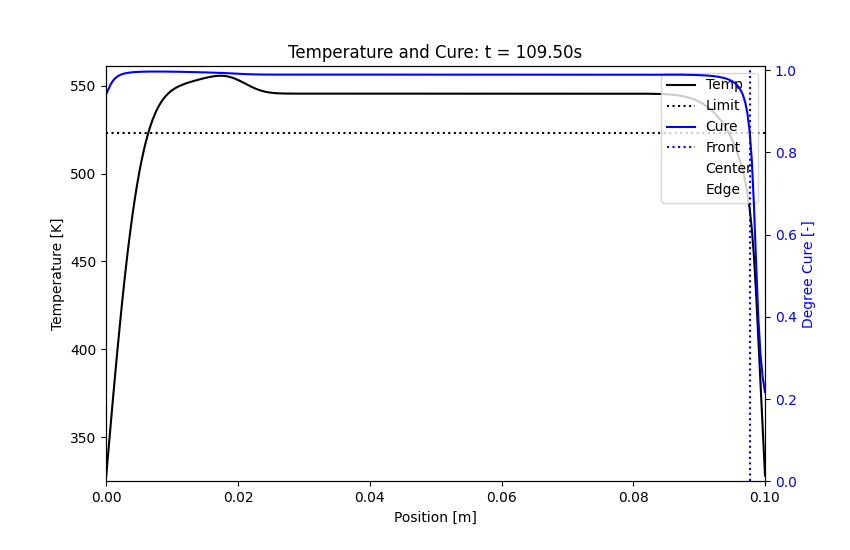 Temperature and Cure: t = 109.50s
550
500
450
400
350
Temperature [K]
0.00
0.02
0.04
0.06
0.08
0.10
Position [m]
1.0
0.8
0.6
0.4
0.2
0.0
Degree Cure [-]
Temp
Limit
Cure
Front
Center
Edge